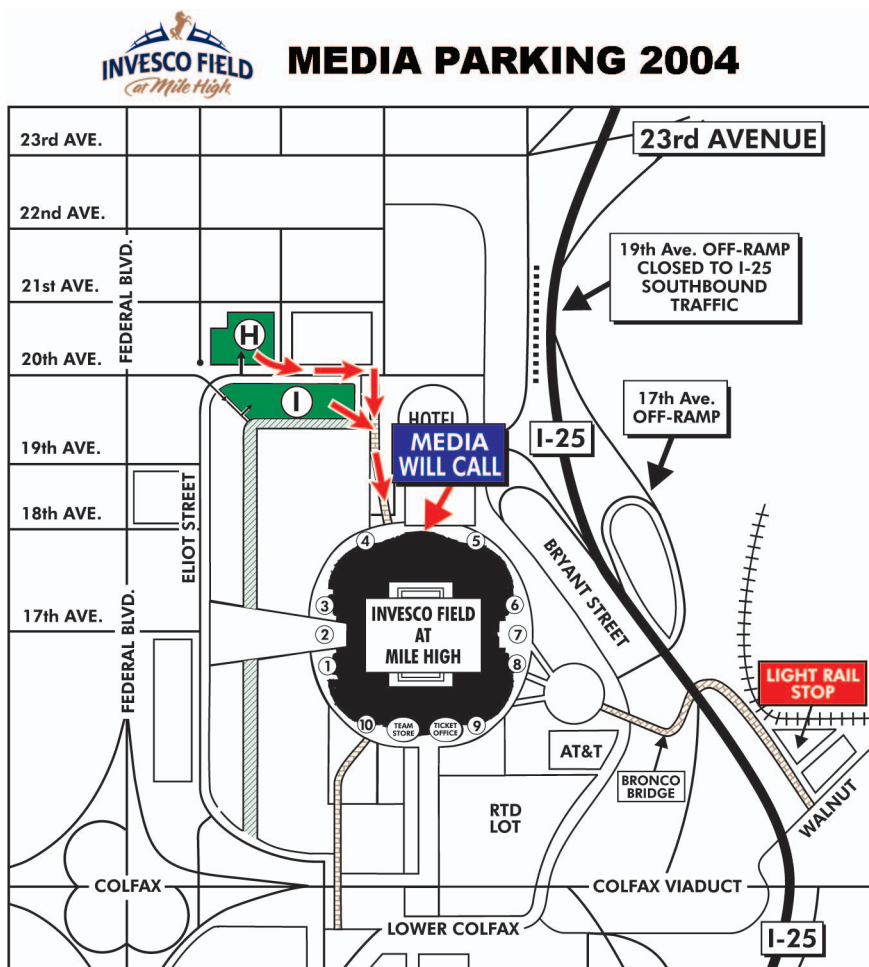 INVESCO FIELD
at Mile High
MEDIA PARKING 2004
23rd AVE.
23rd AVENUE
22nd AVE.
FEDERAL BLVD.
19th Ave. OFF-RAMP
CLOSED TO I-25
SOUTHBOUND
TRAFFIC
21st AVE.
H
20th AVE.
I
17th Ave.
OFF-RAMP
HOTEL
I-25
19th AVE.
MEDIA
WILL CALL
18th AVE.
ELIOT STREET
4
5
BRYANT STREET
3
6
17th AVE.
INVESCO FIELD
AT
MILE HIGH
2
7
1
8
FEDERAL BLVD.
LIGHT RAIL
STOP
10
TEAM
STORE
TICKET
OFFICE
9
AT&T
BRONCO
BRIDGE
RTD
LOT
WALNUT
COLFAX
COLFAX VIADUCT
LOWER COLFAX
I-25